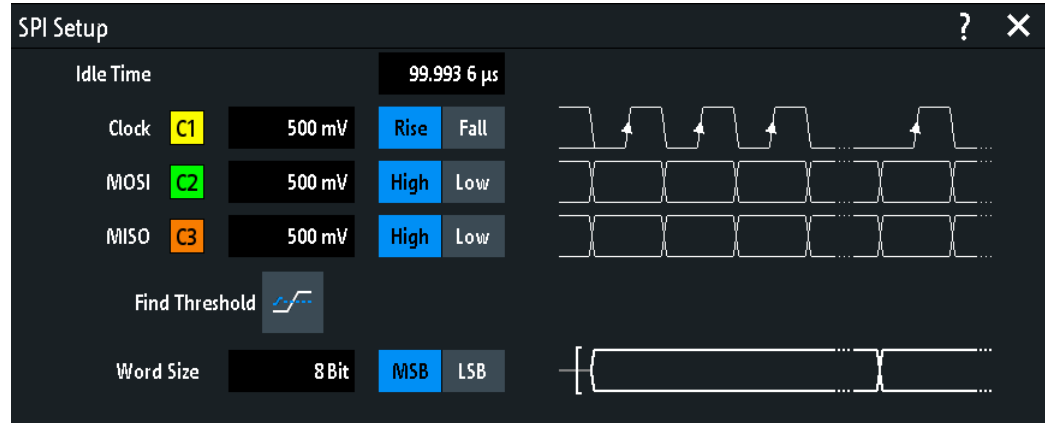 SPI Setup ? ✕
Idle Time 99.993 6 µs
Clock C1 500 mV Rise Fall
MOSI C2 500 mV High Low
MISO C3 500 mV High Low
Find Threshold
Word Size 8 Bit MSB LSB